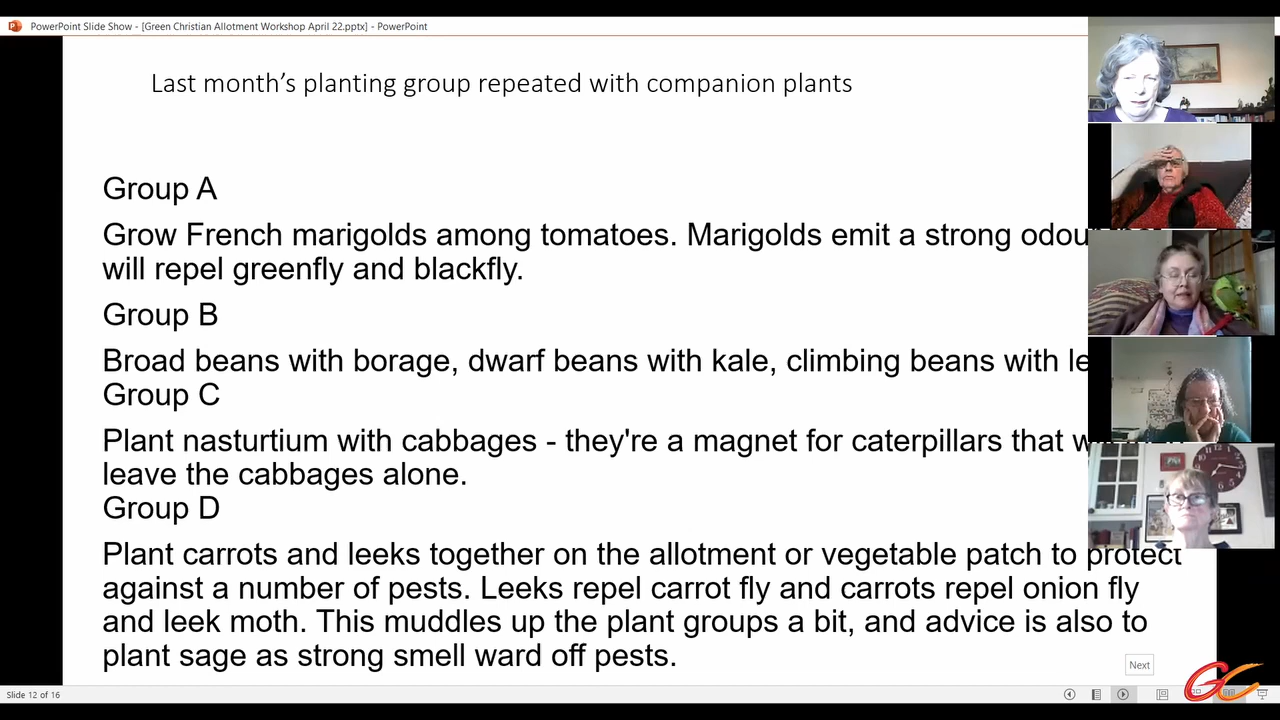 PowerPoint Slide Show - [Green Christian Allotment Workshop April 22.pptx] - PowerPoint
Last month’s planting group repeated with companion plants
Group A
Grow French marigolds among tomatoes. Marigolds emit a strong
will repel greenfly and blackfly.
Group B
Broad beans with borage, dwarf beans with kale, climbing beans with
Group C
Plant nasturtium with cabbages - they're a magnet for caterpillars that
leave the cabbages alone.
Group D
Plant carrots and leeks together on the allotment or vegetable patch to protect
against a number of pests. Leeks repel carrot fly and carrots repel onion fly
and leek moth. This muddles up the plant groups a bit, and advice is also to
plant sage as strong smell ward off pests.
Next
Slide 12 of 16
GC